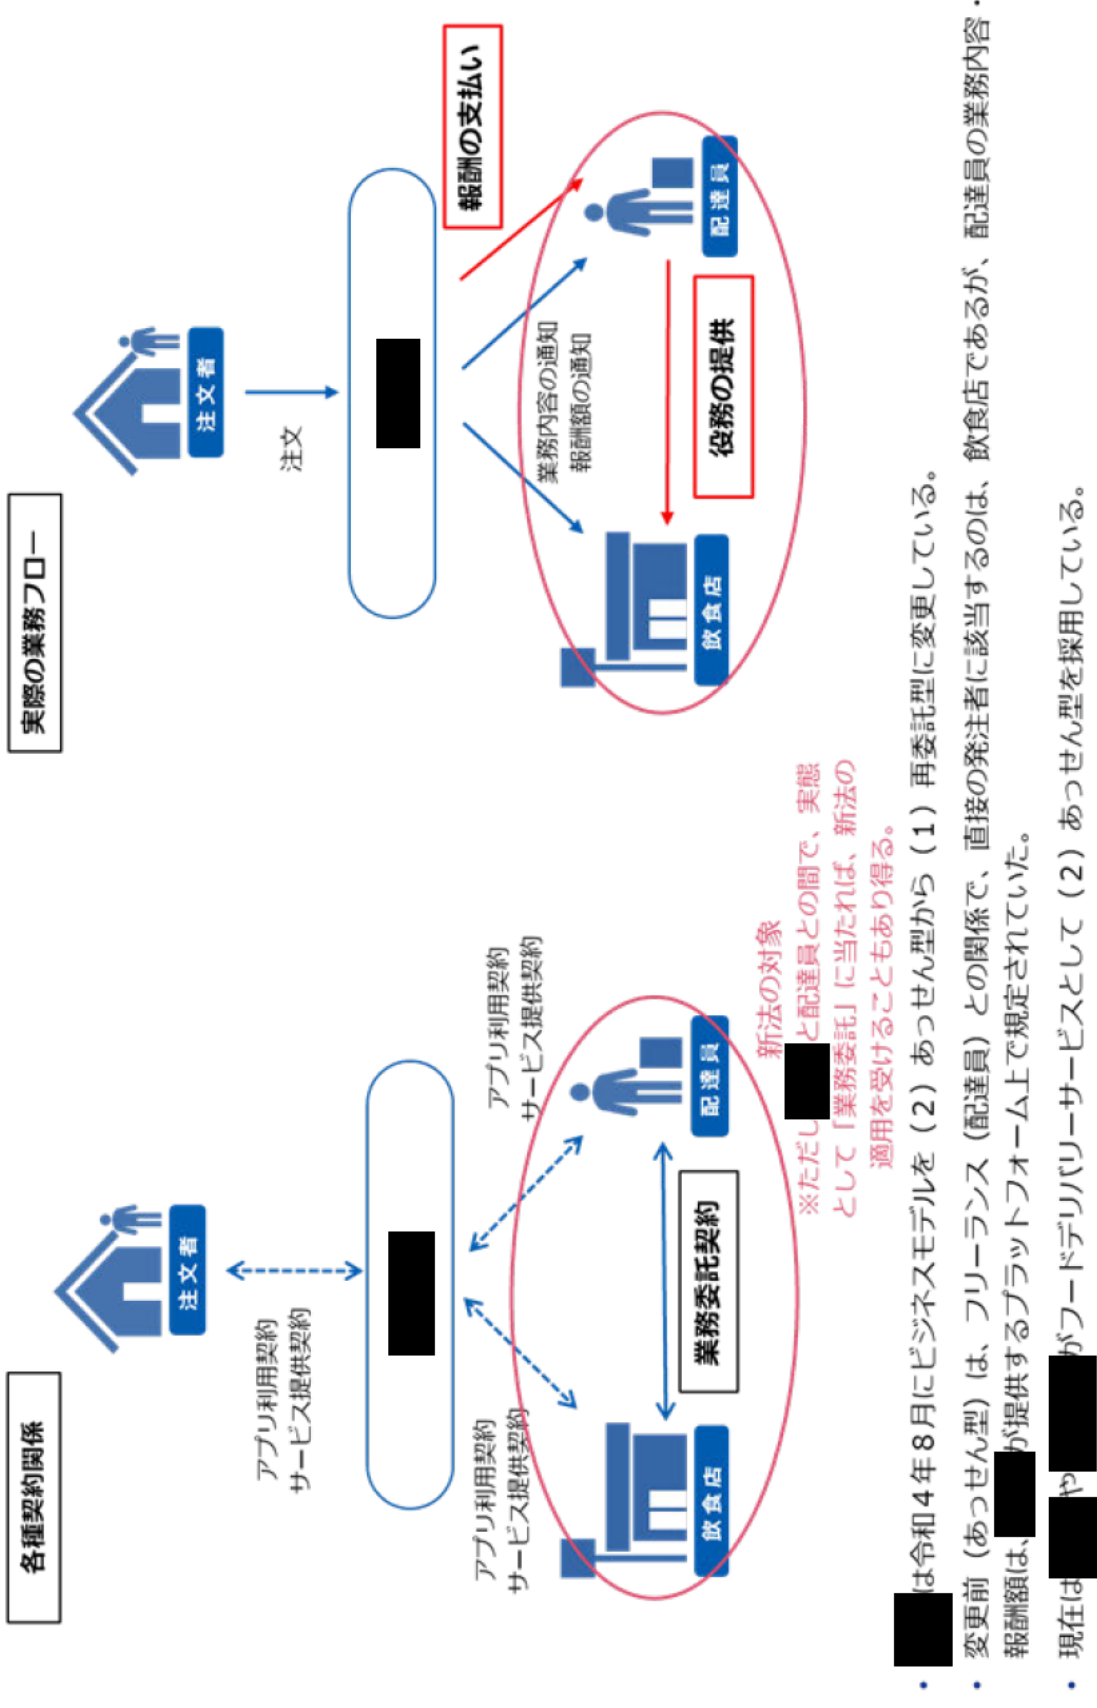 各種契約関係
実際の業務フロー
注文者
アプリ利用契約
サービス提供契約
アプリ利用契約
サービス提供契約
アプリ利用契約
サービス提供契約
飲食店
配達員
業務委託契約
注文者
注文
報酬の支払い
業務内容の通知
報酬額の通知
飲食店
配達員
役務の提供
新法の対象
※ただし と配達員との間で、実態
として「業務委託」に当たれば、新法の
適用を受けることもあり得る。
・ は令和4年8月にビジネスモデルを(2)あっせん型から(1)再委託型に変更している。
・ 変更前(あっせん型)は、フリーランス(配達員)との関係で、直接の発注者に該当するのは、飲食店であるが、配達員の業務内容・
報酬額は、 が提供するプラットフォーム上で規定されていた。
・ 現在は や がフードデリバリーサービスとして(2)あっせん型を採用している。